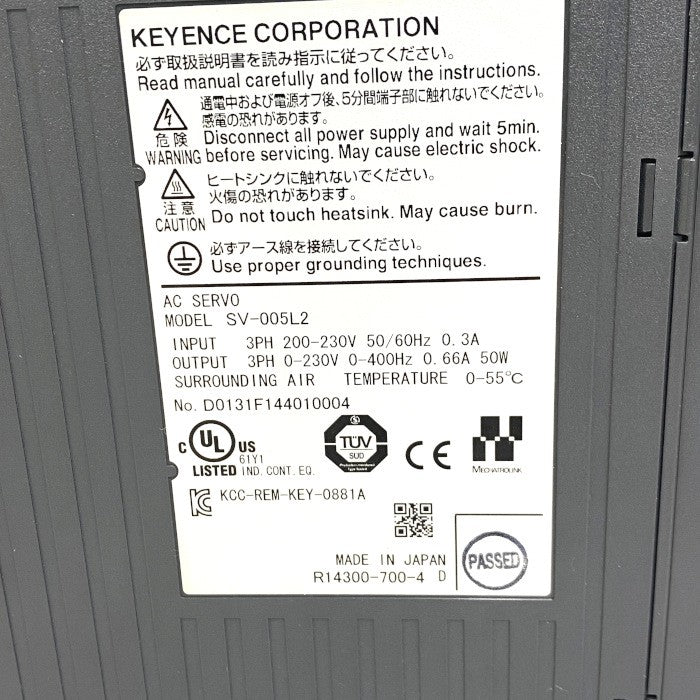 KEYENCE CORPORATION
必ず取扱説明書を読み指示に従ってください。
Read manual carefully and follow the instructions.
通電中および電源オフ後、5分間端子部に触れないでください。
感電の恐れがあります。
危険
Disconnect all power supply and wait 5min.
WARNING before servicing. May cause electric shock.
ヒートシンクに触れないでください。
火傷の恐れがあります。
注意
CAUTION Do not touch heatsink. May cause burn.
必ずアース線を接続してください。
Use proper grounding techniques.
AC SERVO
MODEL SV-005L2
INPUT 3PH 200-230V 50/60Hz 0.3A
OUTPUT 3PH 0-230V 0-400Hz 0.66A 50W
SURROUNDING AIR TEMPERATURE 0-55℃
No. D0131F144010004
C UL US
61Y1
LISTED IND. CONT. EQ.
TÜV
SÜD
CE
MECHATROLINK
KCC-REM-KEY-0881A
MADE IN JAPAN
R14300-700-4 D
PASSED